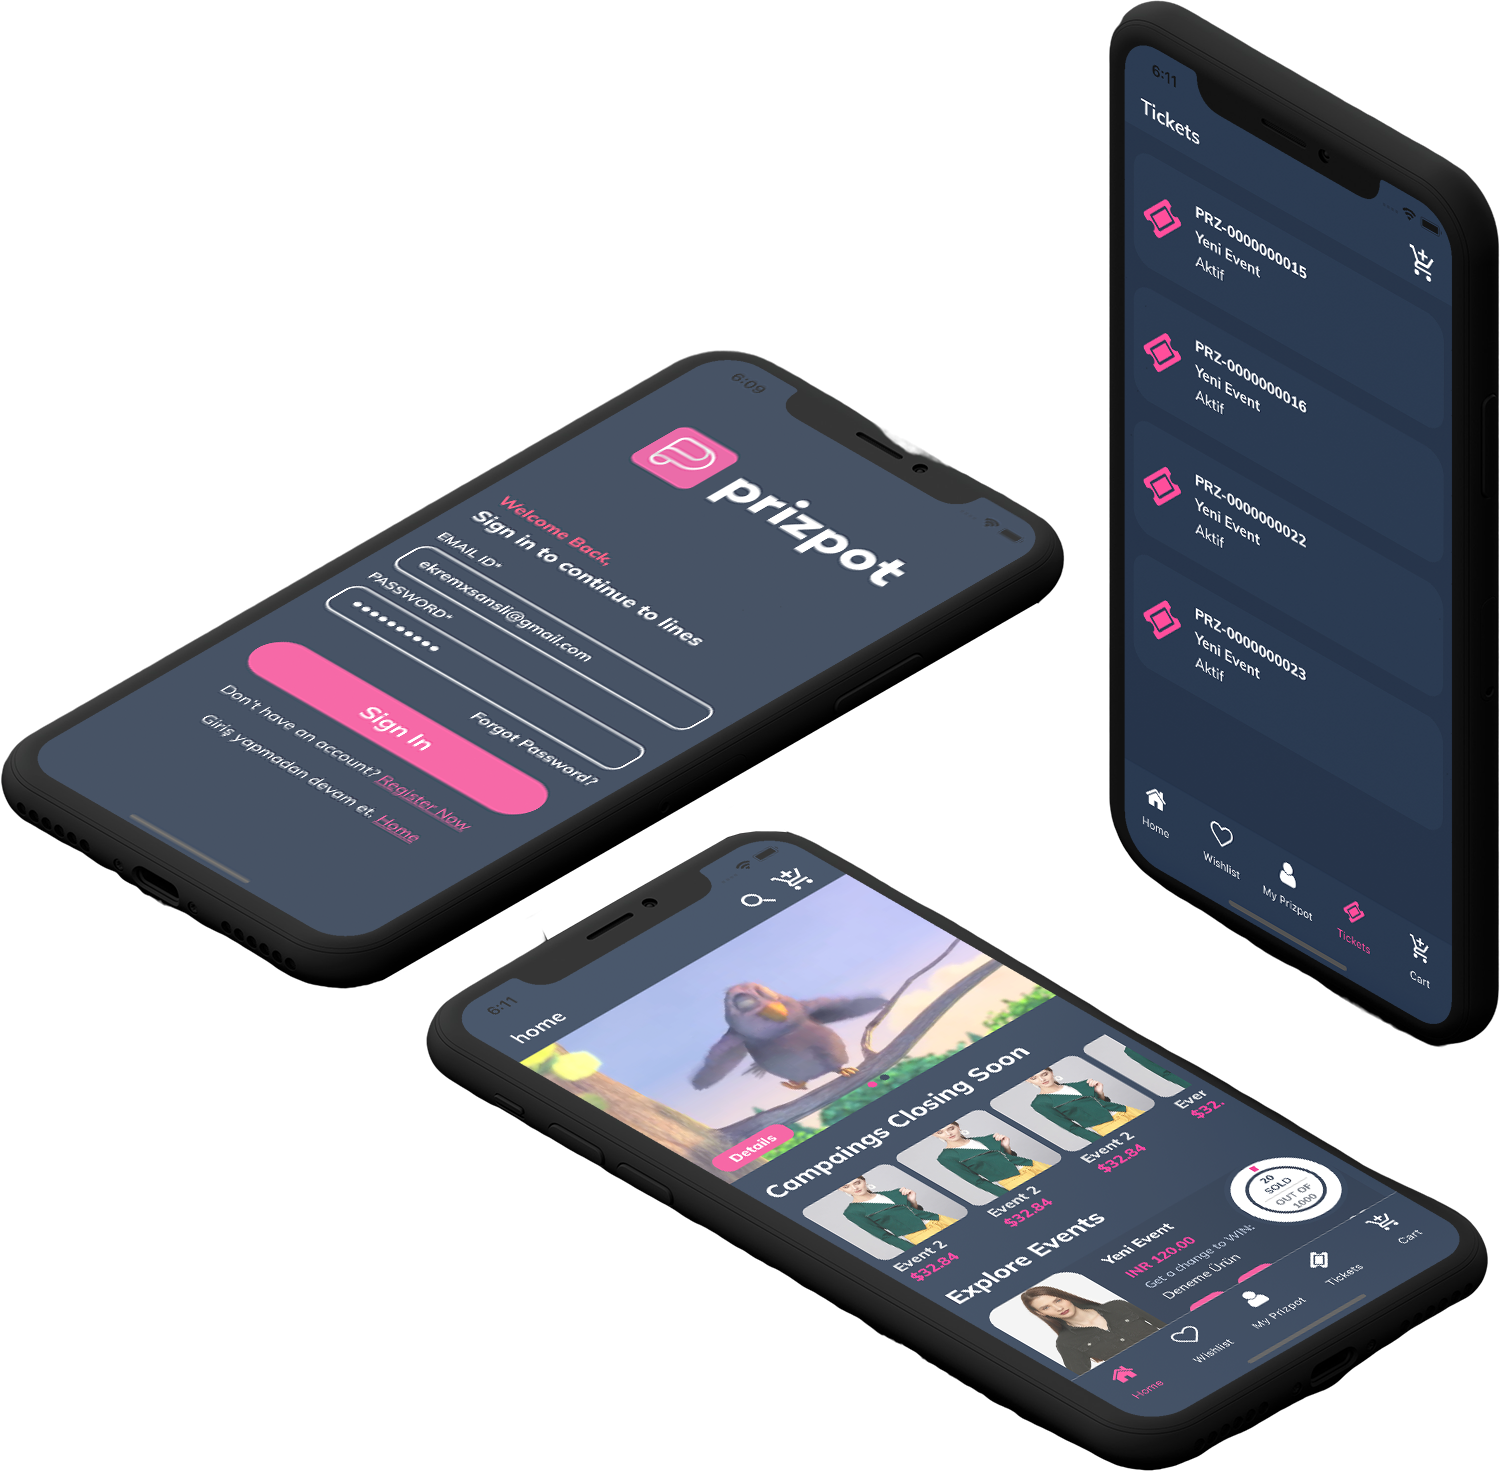 6:09
prizpot
Welcome Back,
Sign in to continue to lines
EMAIL ID*
ekremxsansli@gmail.com
PASSWORD*
Forgot Password?
Sign In
Don't have an account? Register Now
Giriş yapmadan devam et, Home
6:11
Tickets
PRZ-0000000015
Yeni Event
Aktif
PRZ-0000000016
Yeni Event
Aktif
PRZ-0000000022
Yeni Event
Aktif
PRZ-0000000023
Yeni Event
Aktif
Home
Wishlist
My Prizpot
Tickets
Cart
6:11
home
Details
Campaings Closing Soon
Event 2
$32.84
Event 2
$32.84
Event 2
$32.84
Ever
$32.
Explore Events
Yeni Event
INR 120.00
Get a change to WIN:
Deneme Ürün
20
SOLD
OUT OF
1000
Home
Wishlist
My Prizpot
Tickets
Cart